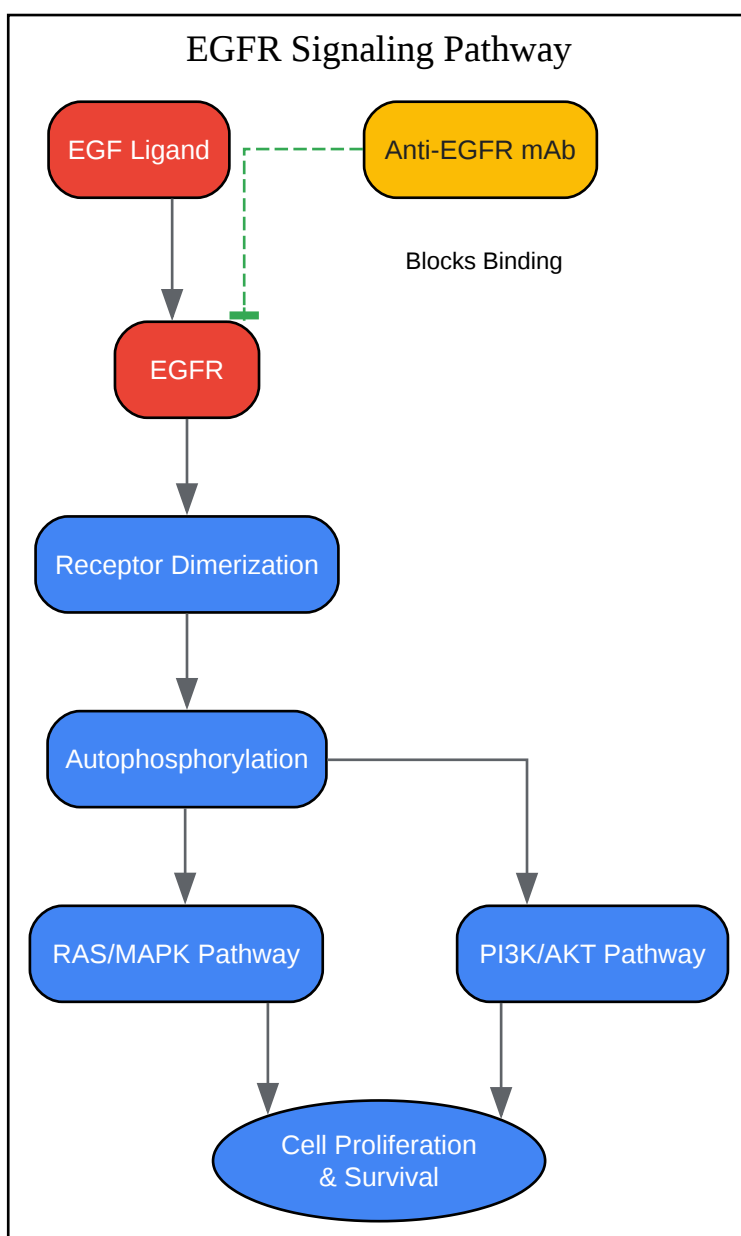 EGFR Signaling Pathway
EGF Ligand
Anti-EGFR mAb
Blocks Binding
EGFR
Receptor Dimerization
Autophosphorylation
RAS/MAPK Pathway
PI3K/AKT Pathway
Cell Proliferation
& Survival